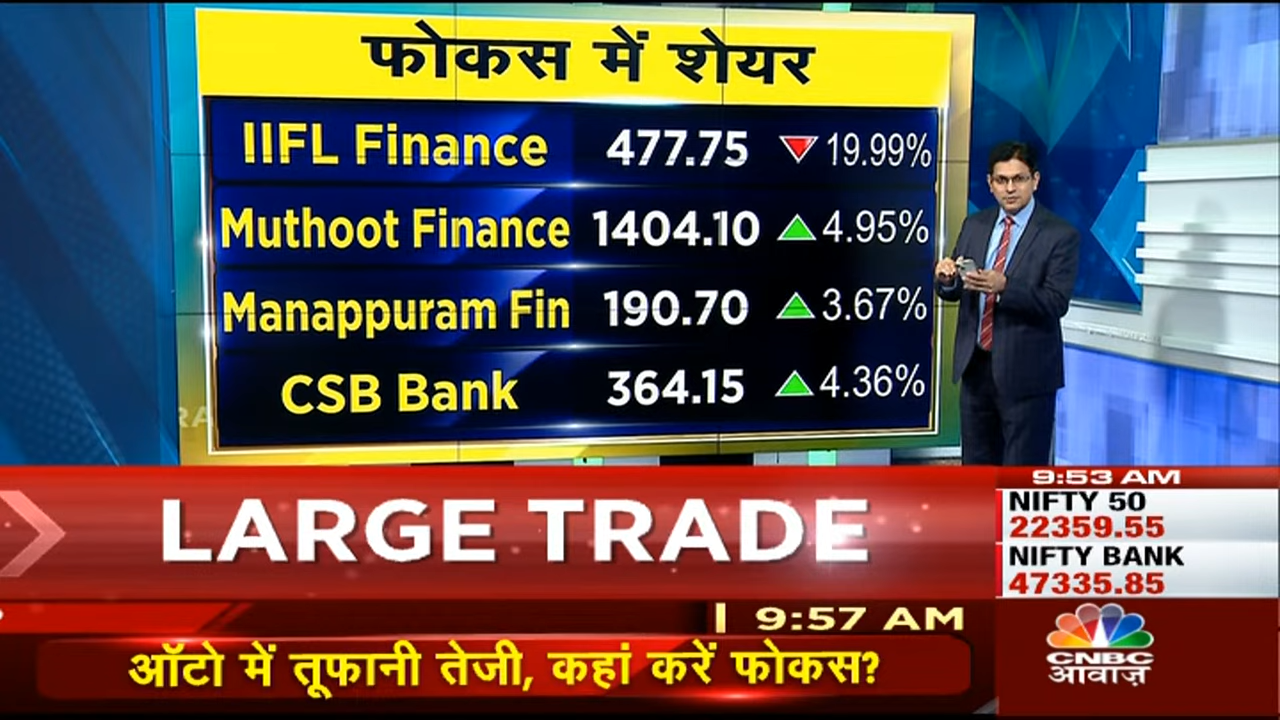 फोकस में शेयर
IIFL Finance 477.75 19.99%
Muthoot Finance 1404.10 4.95%
Manappuram Fin 190.70 3.67%
CSB Bank 364.15 4.36%
RA
LARGE TRADE
9:53 AM
NIFTY 50
22359.55
NIFTY BANK
47335.85
9:57 AM
ऑटो में तूफानी तेजी, कहां करें फोकस?
CNBC
आवाज़